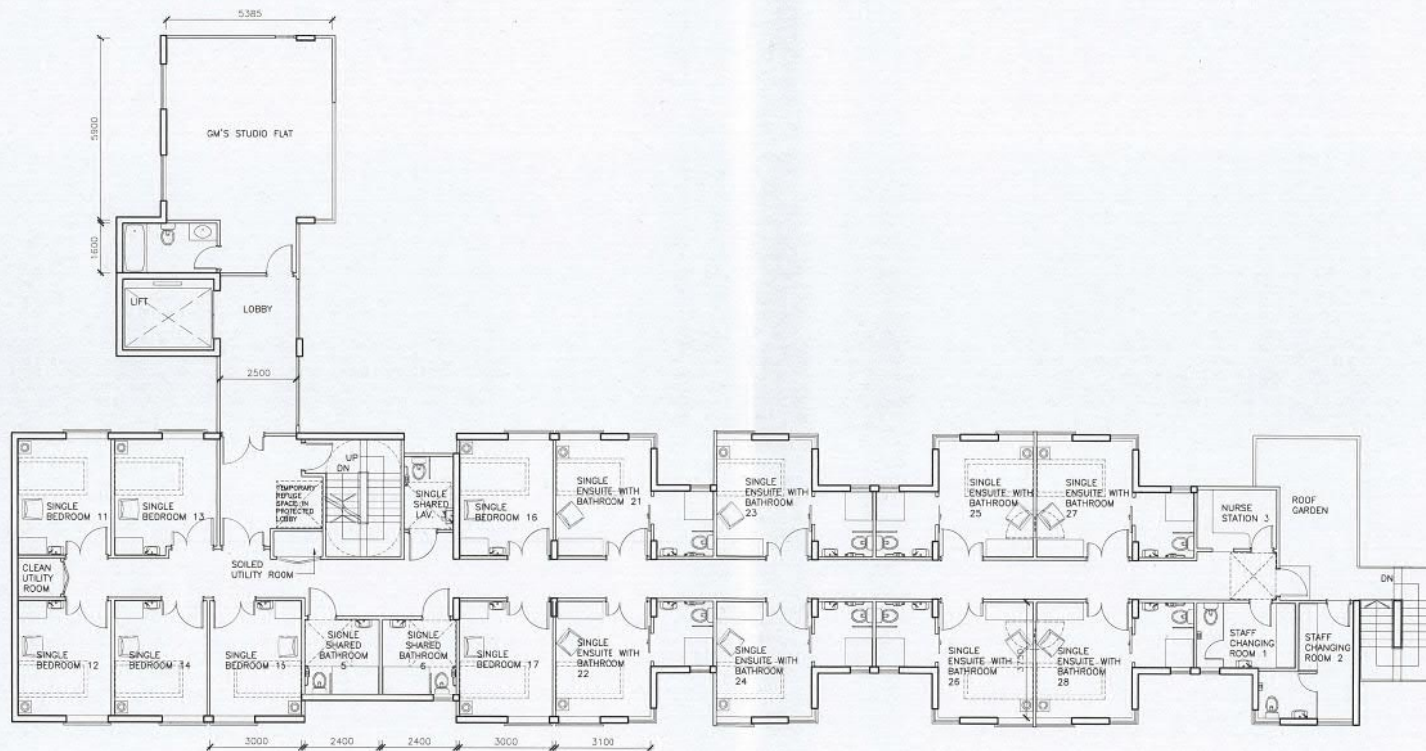 5385
5900
GM'S STUDIO FLAT
1600
LIFT
LOBBY
2500
UP
DN
TEMPORARY
REFUGE
SPACE IN
PROTECTED
LOBBY
SINGLE
BEDROOM 11
SINGLE
BEDROOM 13
SINGLE
SHARED
LAV. 3
SINGLE
BEDROOM 16
SINGLE
ENSUITE WITH
BATHROOM 21
SINGLE
ENSUITE WITH
BATHROOM
23
SINGLE
ENSUITE WITH
BATHROOM
25
SINGLE
ENSUITE WITH
BATHROOM
27
NURSE
STATION 3
ROOF
GARDEN
CLEAN
UTILITY
ROOM
SOILED
UTILITY ROOM
DN
SINGLE
BEDROOM 12
SINGLE
BEDROOM 14
SINGLE
BEDROOM 15
SIGNLE
SHARED
BATHROOM
5
SIGNLE
SHARED
BATHROOM
6
SINGLE
BEDROOM 17
SINGLE
ENSUITE WITH
BATHROOM
22
SINGLE
ENSUITE WITH
BATHROOM
24
SINGLE
ENSUITE WITH
BATHROOM
26
SINGLE
ENSUITE WITH
BATHROOM
28
STAFF
CHANGING
ROOM 1
STAFF
CHANGING
ROOM 2
3000
2400
2400
3000
3100